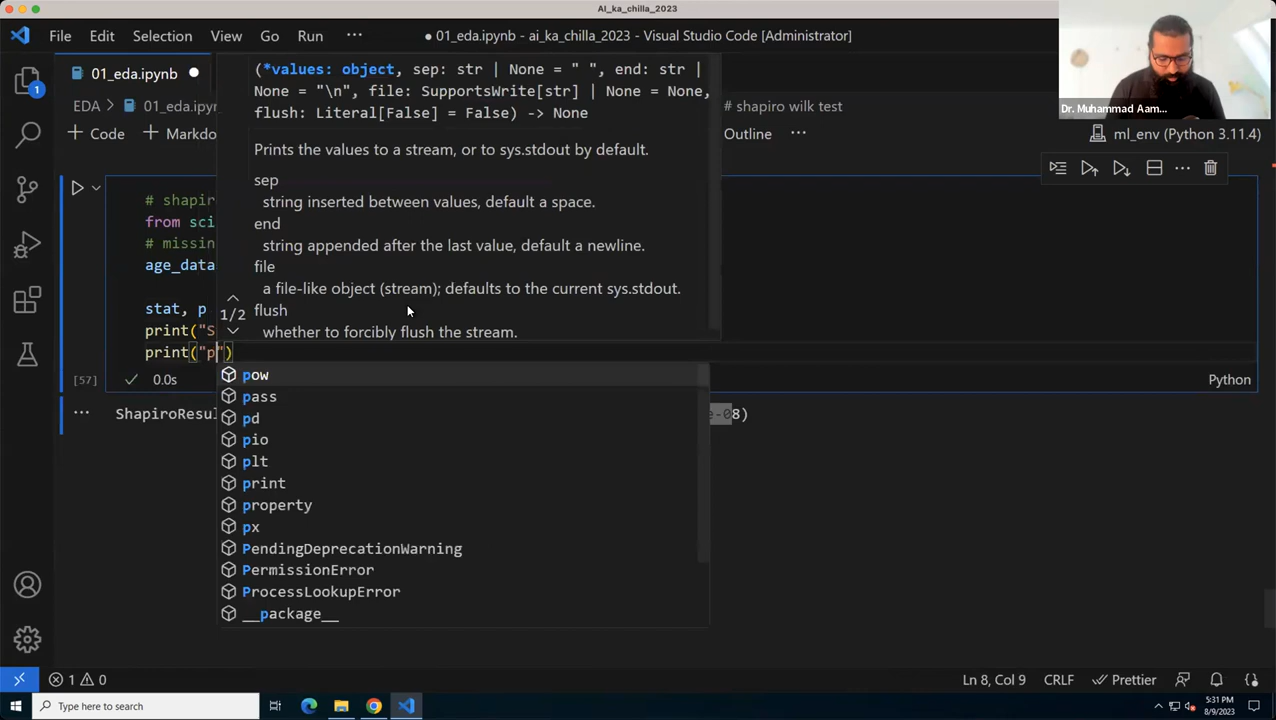 AI_ka_chilla_2023
File Edit Selection View Go Run ··· 01_eda.ipynb - ai_ka_chilla_2023 - Visual Studio Code [Administrator]
01_eda.ipynb
EDA > 01_eda.ipyn # shapiro wilk test
+ Code + Markdo Outline ··· ml_env (Python 3.11.4)
Dr. Muhammad Aam...
1
(*values: object, sep: str | None = " ", end: str |
None = "\n", file: SupportsWrite[str] | None = None,
flush: Literal[False] = False) -> None
Prints the values to a stream, or to sys.stdout by default.
sep
string inserted between values, default a space.
end
string appended after the last value, default a newline.
file
a file-like object (stream); defaults to the current sys.stdout.
flush
whether to forcibly flush the stream.
1/2
# shapir
from sci
# missin
age_data
stat, p
print("S
print("p")
[57] 0.0s Python
··· ShapiroResul e-08)
pow
pass
pd
pio
plt
print
property
px
PendingDeprecationWarning
PermissionError
ProcessLookupError
__package__
1 0 Ln 8, Col 9 CRLF Prettier
Type here to search 5:31 PM
8/9/2023